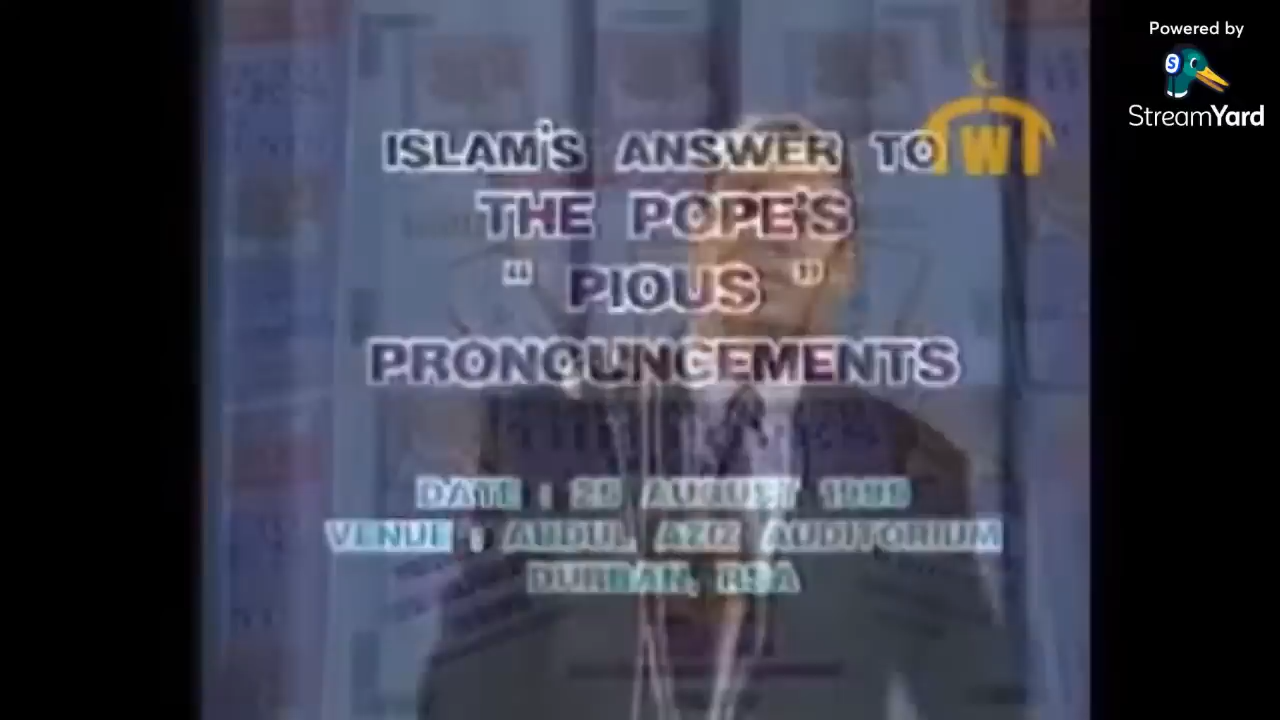 Powered by
StreamYard
ISLAM'S ANSWER TO
THE POPE'S
“ PIOUS ”
PRONOUNCEMENTS
DATE : AUGUST
VENUE : ABDUL AZIZ AUDITORIUM
DURBAN, RSA